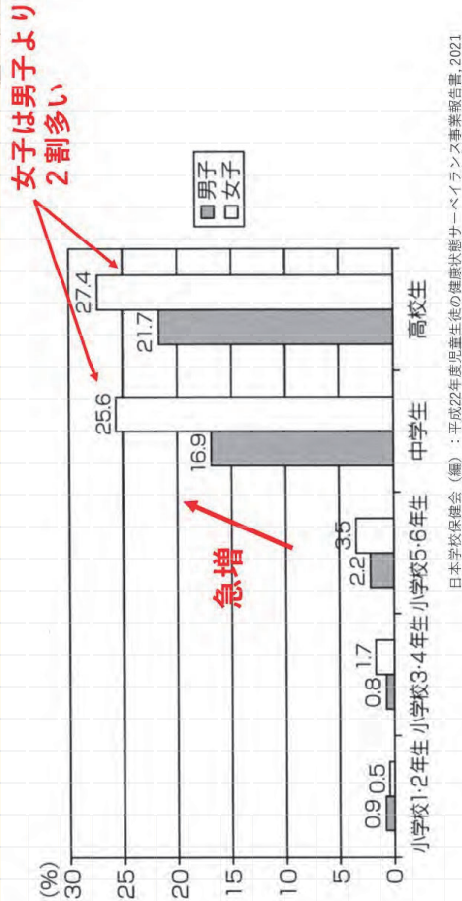 女子は男子より
2割多い
(%)
30
25
20
15
10
5
0
急増
0.9
0.5
0.8
1.7
2.2
3.5
16.9
25.6
21.7
27.4
男子
女子
小学校1・2年生
小学校3・4年生
小学校5・6年生
中学生
高校生
日本学校保健会（編）：平成22年度児童生徒の健康状態サーベイランス事業報告書, 2021